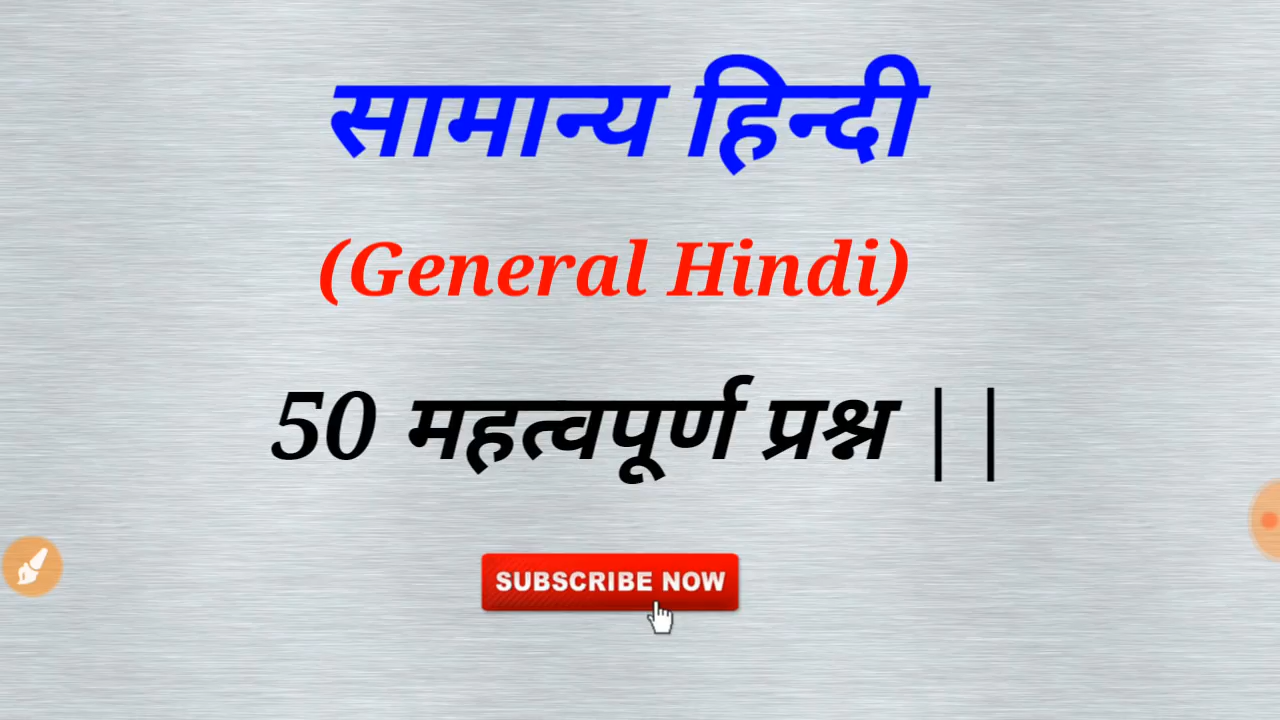 सामान्य हिन्दी
(General Hindi)
50 महत्वपूर्ण प्रश्न ||
SUBSCRIBE NOW